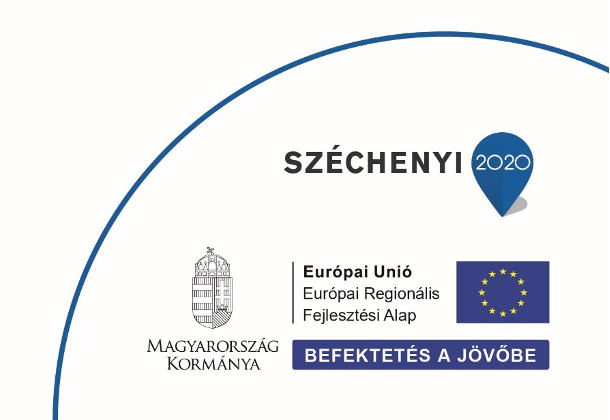 SZÉCHENYI 2020
Európai Unió
Európai Regionális
Fejlesztési Alap
MAGYARORSZÁG
KORMÁNYA
BEFEKTETÉS A JÖVŐBE